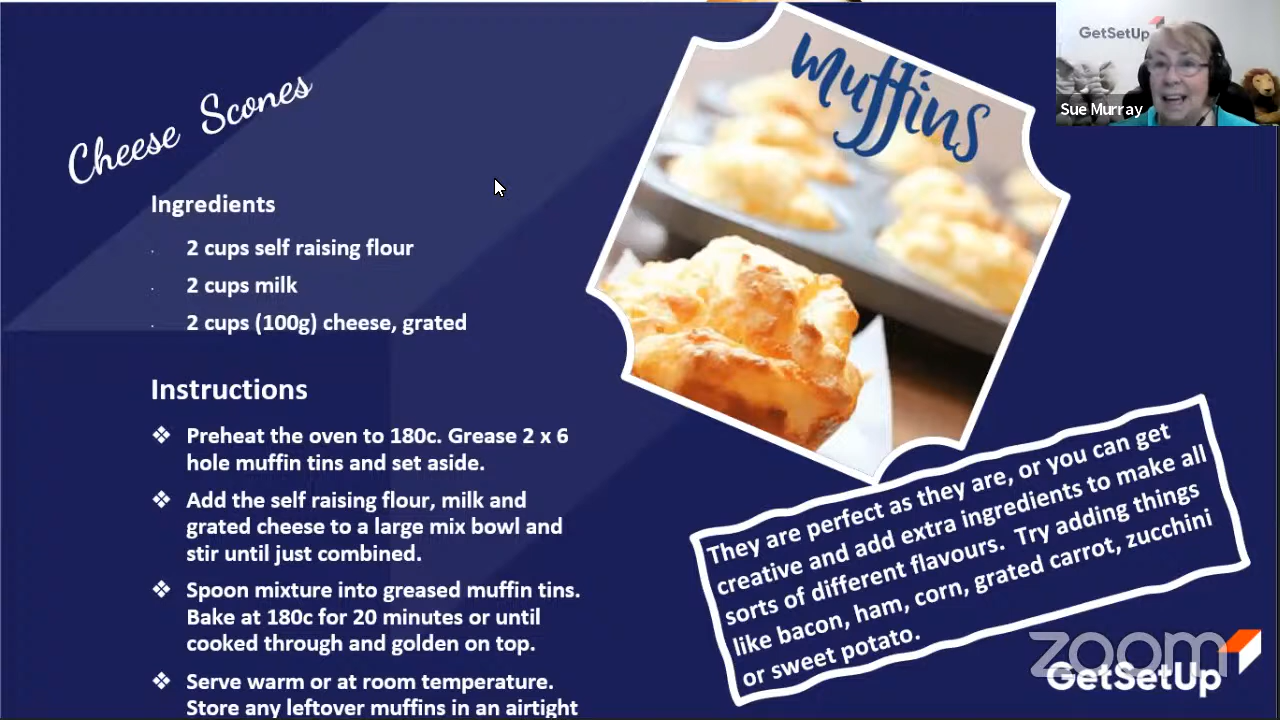 Cheese Scones
Ingredients
2 cups self raising flour
2 cups milk
2 cups (100g) cheese, grated
Instructions
Preheat the oven to 180c. Grease 2 x 6
hole muffin tins and set aside.
Add the self raising flour, milk and
grated cheese to a large mix bowl and
stir until just combined.
Spoon mixture into greased muffin tins.
Bake at 180c for 20 minutes or until
cooked through and golden on top.
Serve warm or at room temperature.
Store any leftover muffins in an airtight
muffins
They are perfect as they are, or you can get
creative and add extra ingredients to make all
sorts of different flavours. Try adding things
like bacon, ham, corn, grated carrot, zucchini
or sweet potato.
GetSetUp
Sue Murray
zoom
GetSetUp